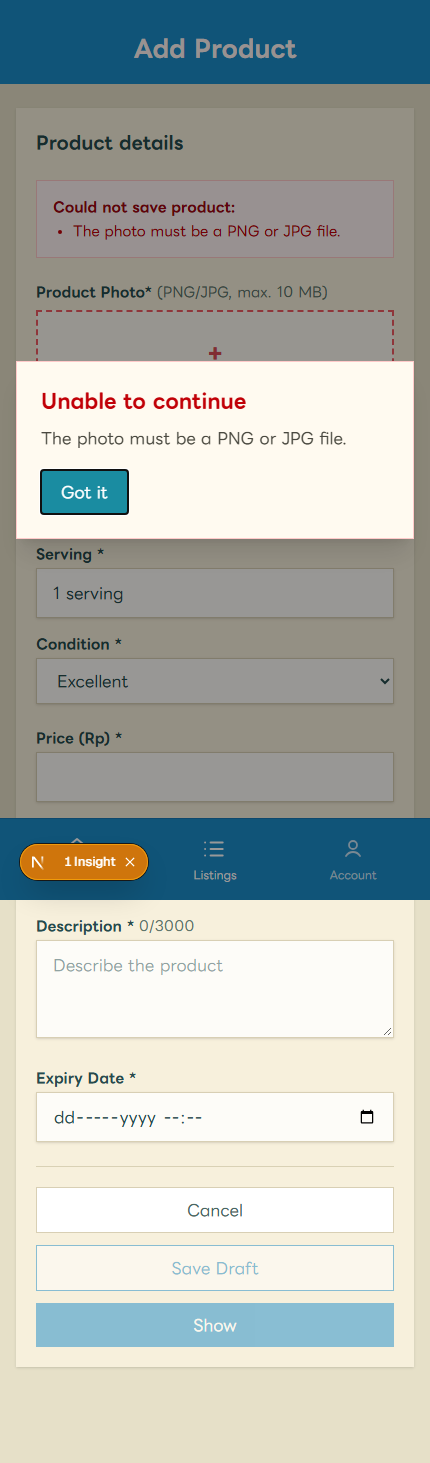 Add Product
Product details
Could not save product:
• The photo must be a PNG or JPG file.
Product Photo* (PNG/JPG, max. 10 MB)
+
Unable to continue
The photo must be a PNG or JPG file.
Got it
Serving *
1 serving
Condition *
Excellent
Price (Rp) *
N 1 Insight ×
Listings
Account
Description * 0/3000
Describe the product
Expiry Date *
dd-----yyyy --:--
Cancel
Save Draft
Show